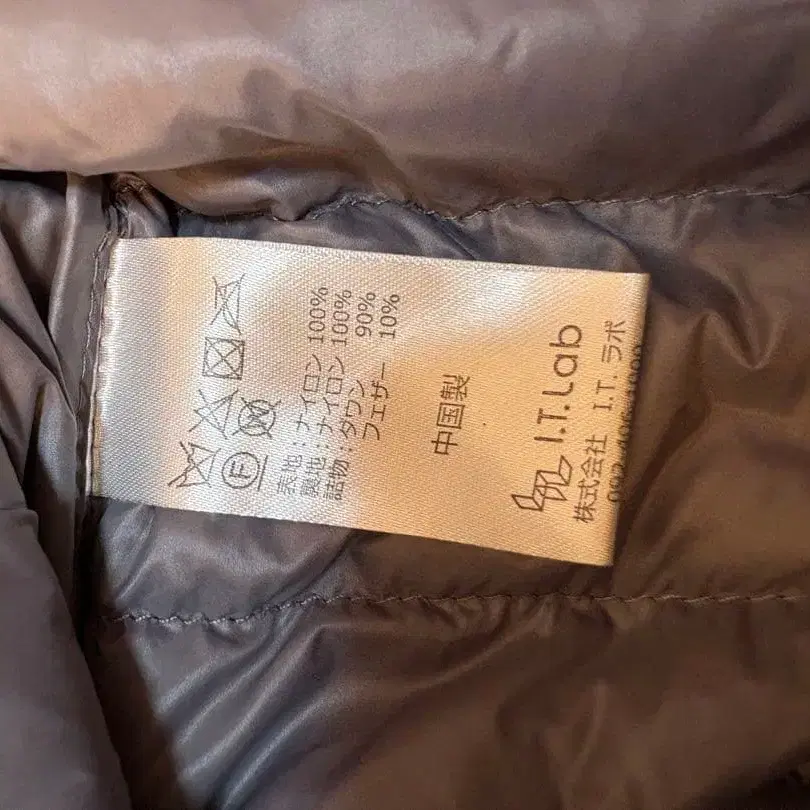 表地：ナイロン 100%
裏地：ナイロン 100%
詰物：ダウン 90%
フェザー 10%
中国製
I.T.Lab
株式会社 I.T. ラボ